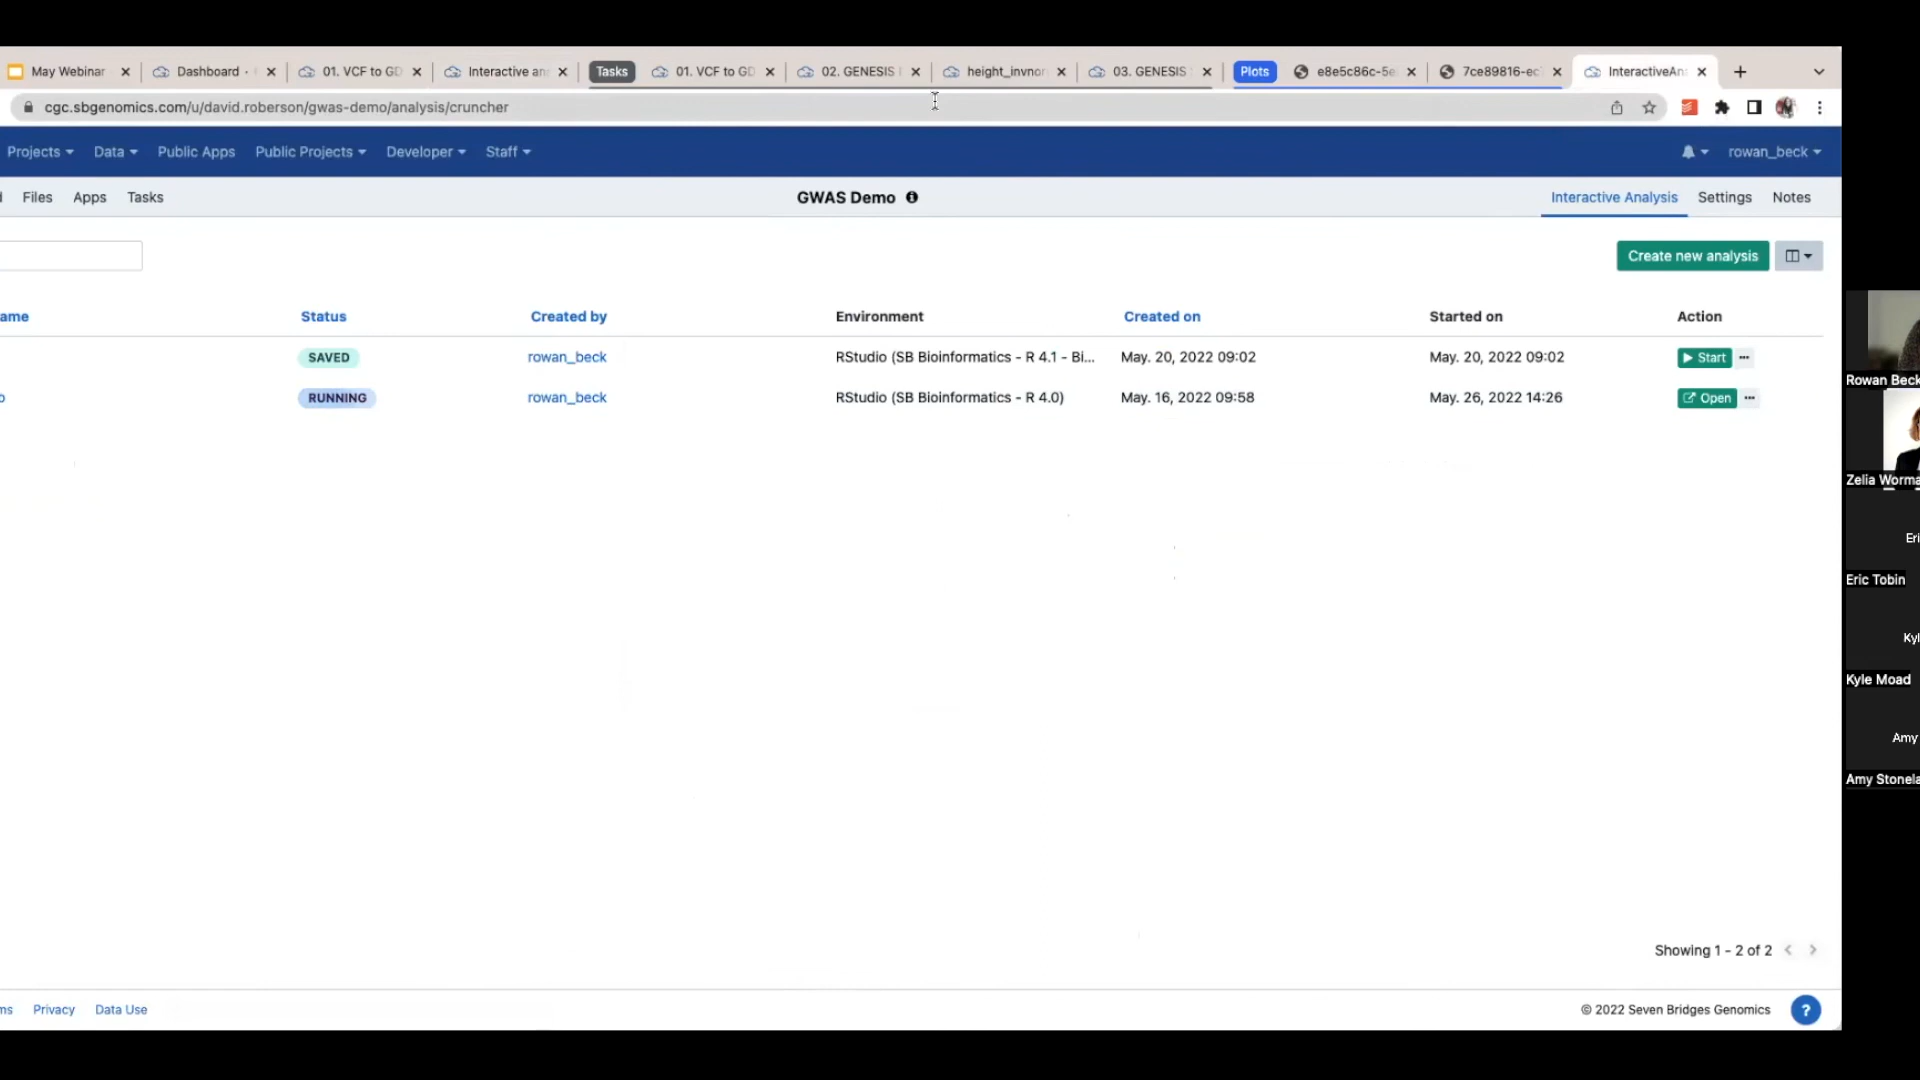 May Webinar Dashboard - 01. VCF to GD Interactive an Tasks 01. VCF to GD 02. GENESIS height_invnor 03. GENESIS Plots e8e5c86c-5e 7ce89816-ec InteractiveAn
cgc.sbgenomics.com/u/david.roberson/gwas-demo/analysis/cruncher
Projects Data Public Apps Public Projects Developer Staff rowan_beck
Files Apps Tasks GWAS Demo Interactive Analysis Settings Notes
Create new analysis
ame Status Created by Environment Created on Started on Action
SAVED rowan_beck RStudio (SB Bioinformatics - R 4.1 - Bi... May. 20, 2022 09:02 May. 20, 2022 09:02 Start
RUNNING rowan_beck RStudio (SB Bioinformatics - R 4.0) May. 16, 2022 09:58 May. 26, 2022 14:26 Open
Rowan Beck
Zelia Worma
Eri
Eric Tobin
Kyl
Kyle Moad
Amy
Amy Stonela
Showing 1 - 2 of 2
ms Privacy Data Use © 2022 Seven Bridges Genomics ?